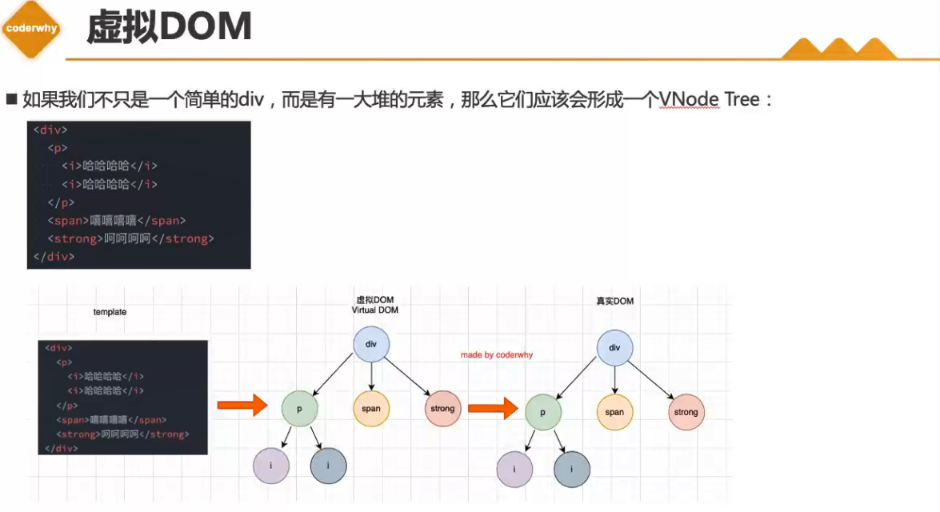 coderwhy
虚拟DOM
■ 如果我们不只是一个简单的div，而是有一大堆的元素，那么它们应该会形成一个VNode Tree：
<div>
<p>
<i>哈哈哈哈</i>
<i>哈哈哈哈</i>
</p>
<span>嘻嘻嘻嘻</span>
<strong>呵呵呵呵</strong>
</div>
template
<div>
<p>
<i>哈哈哈哈</i>
<i>哈哈哈哈</i>
</p>
<span>嘻嘻嘻嘻</span>
<strong>呵呵呵呵</strong>
</div>
虚拟DOM
Virtual DOM
div
p
span
strong
i
i
made by coderwhy
真实DOM
div
p
span
strong
i
i